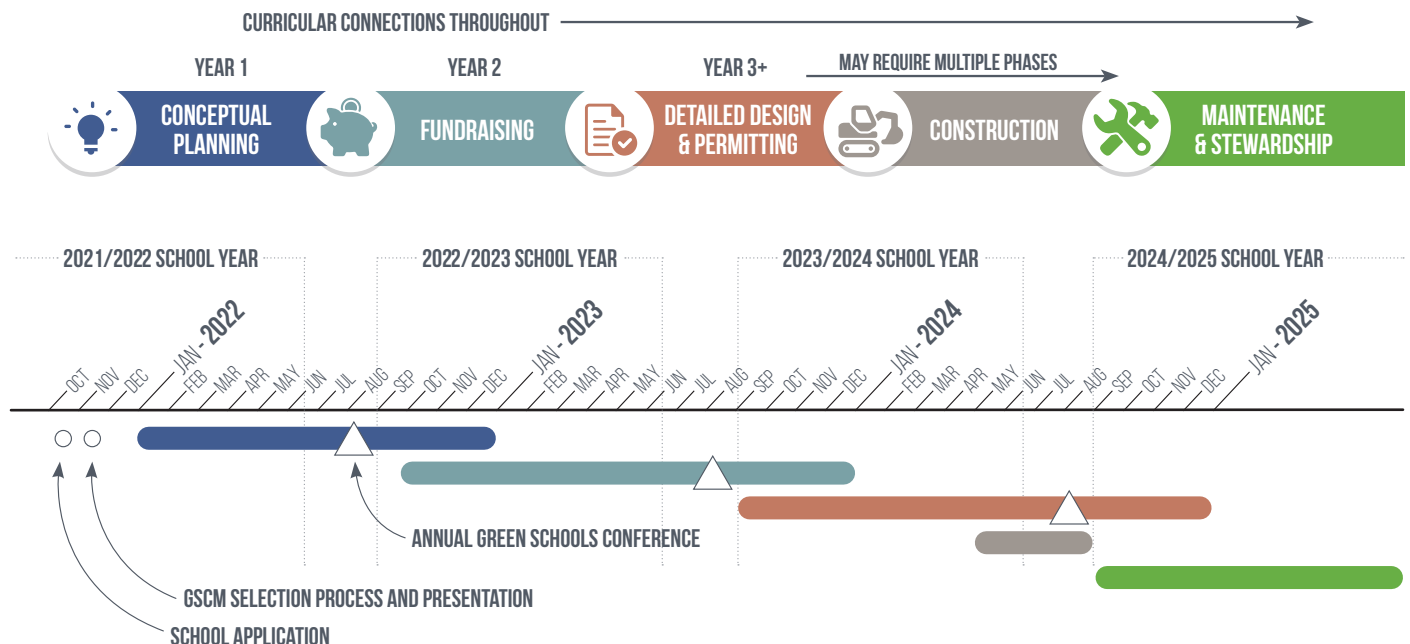 CURRICULAR CONNECTIONS THROUGHOUT
YEAR 1
YEAR 2
YEAR 3+
MAY REQUIRE MULTIPLE PHASES
CONCEPTUAL
PLANNING
FUNDRAISING
DETAILED DESIGN
& PERMITTING
CONSTRUCTION
MAINTENANCE
& STEWARDSHIP
2021/2022 SCHOOL YEAR
2022/2023 SCHOOL YEAR
2023/2024 SCHOOL YEAR
2024/2025 SCHOOL YEAR
OCT
NOV
DEC
JAN - 2022
FEB
MAR
APR
MAY
JUN
JUL
AUG
SEP
OCT
NOV
DEC
JAN - 2023
FEB
MAR
APR
MAY
JUN
JUL
AUG
SEP
OCT
NOV
DEC
JAN - 2024
FEB
MAR
APR
MAY
JUN
JUL
AUG
SEP
OCT
NOV
DEC
JAN - 2025
ANNUAL GREEN SCHOOLS CONFERENCE
GSCM SELECTION PROCESS AND PRESENTATION
SCHOOL APPLICATION